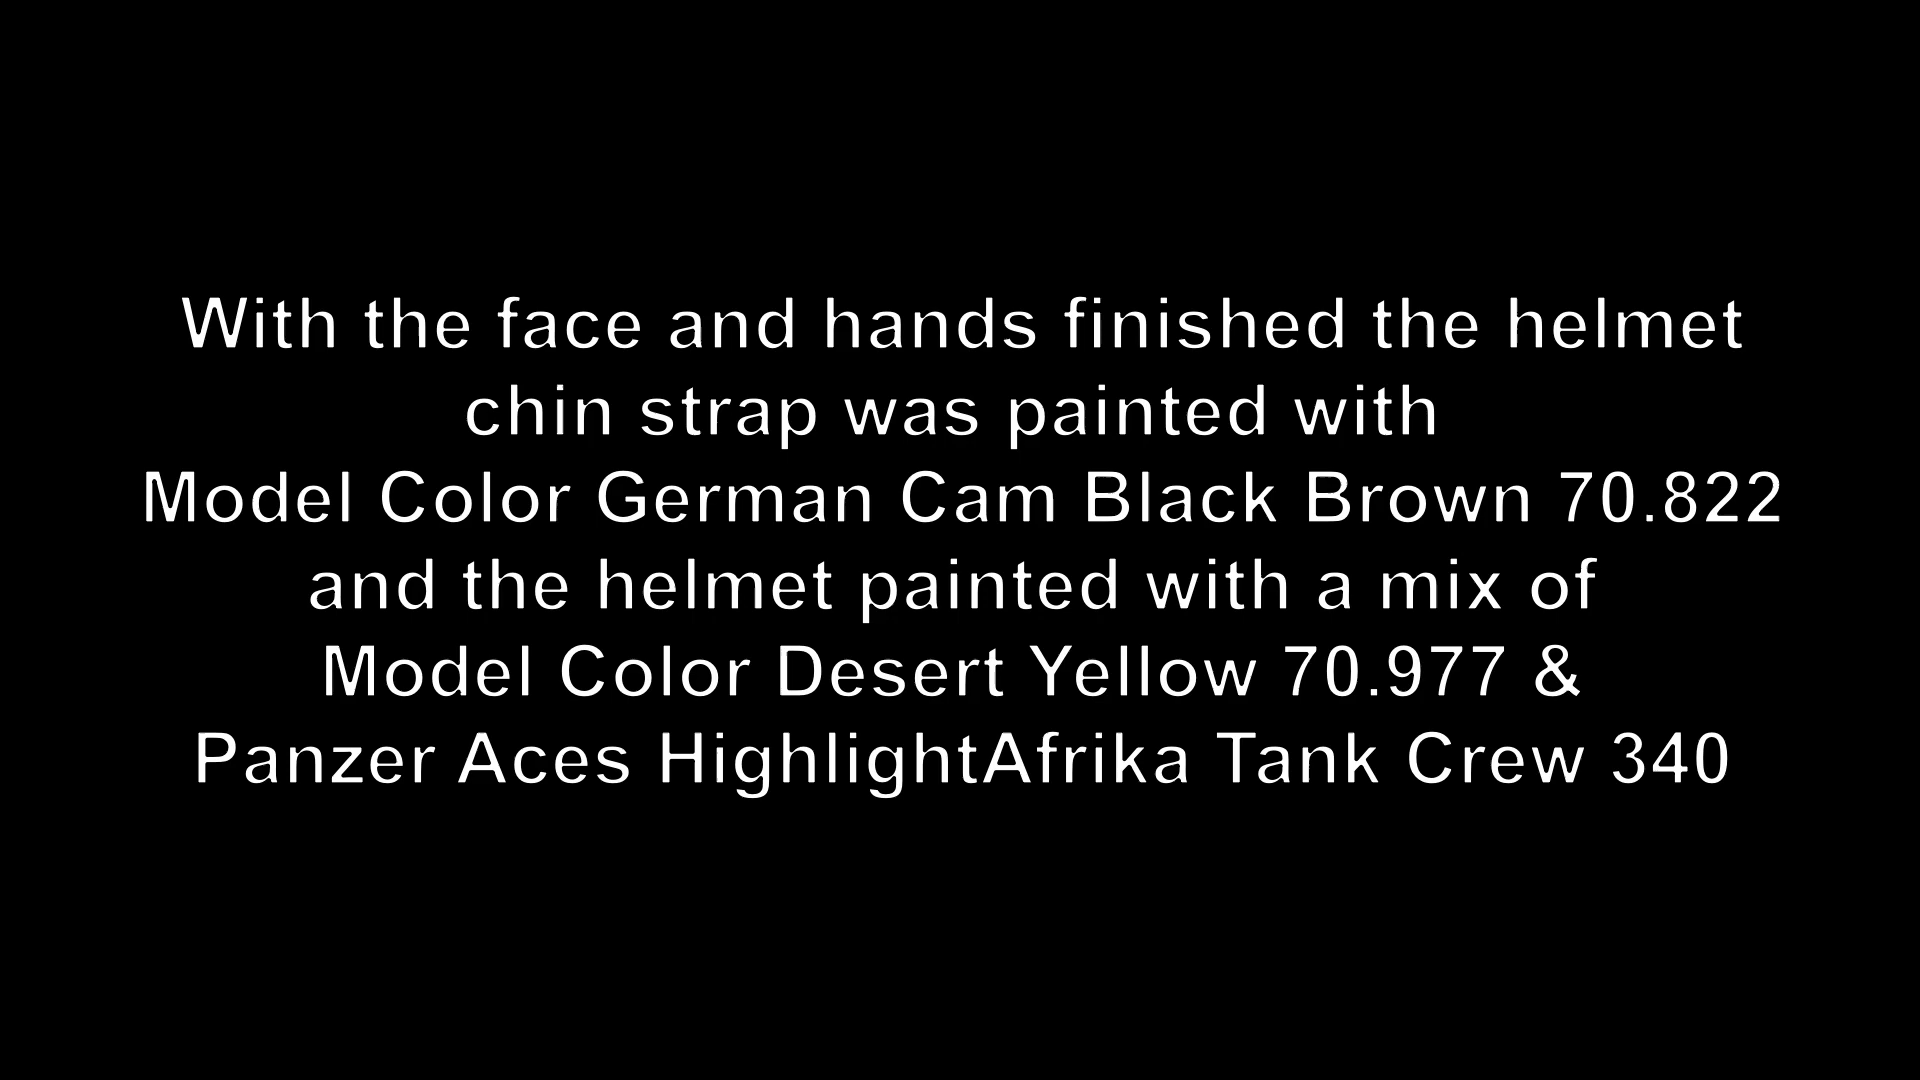 With the face and hands finished the helmet
chin strap was painted with
Model Color German Cam Black Brown 70.822
and the helmet painted with a mix of
Model Color Desert Yellow 70.977 &
Panzer Aces HighlightAfrika Tank Crew 340